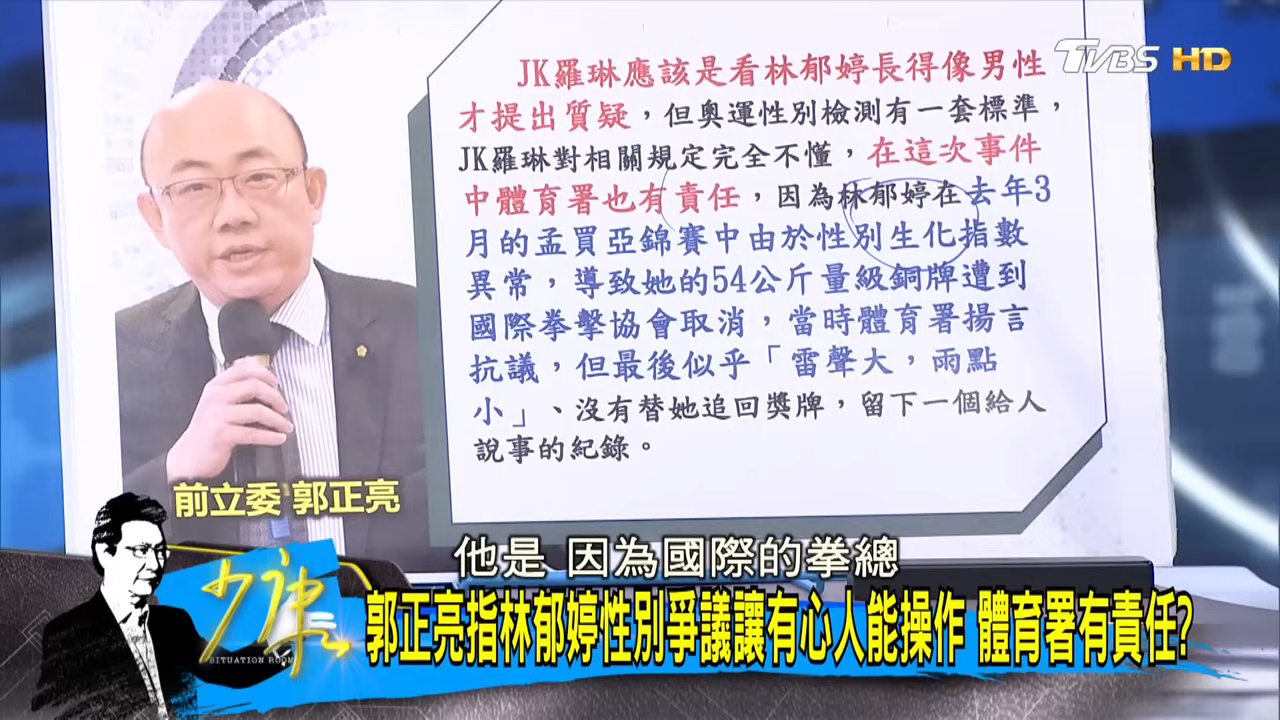 TVBS HD
JK羅琳應該是看林郁婷長得像男性
才提出質疑，但奧運性別檢測有一套標準，
JK羅琳對相關規定完全不懂，在這次事件
中體育署也有責任，因為林郁婷在去年3
月的孟買亞錦賽中由於性別生化指數
異常，導致她的54公斤量級銅牌遭到
國際拳擊協會取消，當時體育署揚言
抗議，但最後似乎「雷聲大，雨點
小」、沒有替她追回獎牌，留下一個給人
說事的紀錄。
前立委 郭正亮
他是 因為國際的拳總
少康
SITUATION ROOM
郭正亮指林郁婷性別爭議讓有心人能操作 體育署有責任?